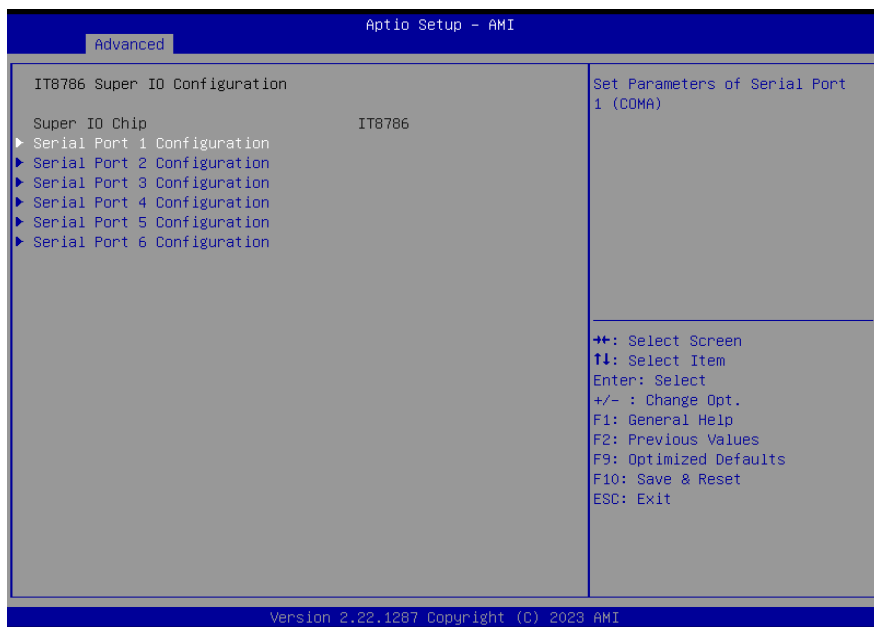 Aptio Setup – AMI
Advanced
IT8786 Super IO Configuration
Super IO Chip IT8786
▶ Serial Port 1 Configuration
▶ Serial Port 2 Configuration
▶ Serial Port 3 Configuration
▶ Serial Port 4 Configuration
▶ Serial Port 5 Configuration
▶ Serial Port 6 Configuration
Set Parameters of Serial Port
1 (COMA)
→←: Select Screen
↑↓: Select Item
Enter: Select
+/- : Change Opt.
F1: General Help
F2: Previous Values
F9: Optimized Defaults
F10: Save & Reset
ESC: Exit
Version 2.22.1287 Copyright (C) 2023 AMI